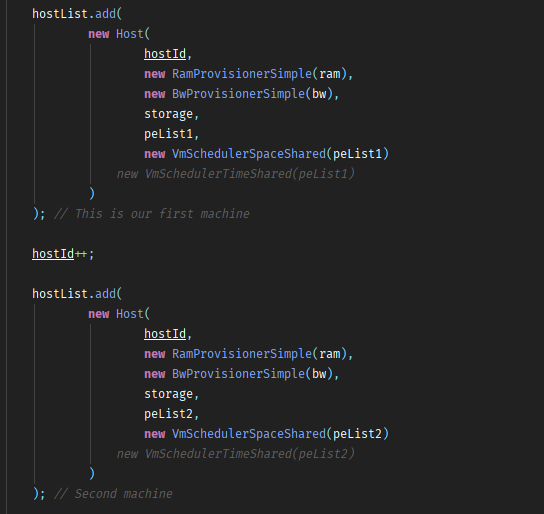 hostList.add(
new Host(
hostId,
new RamProvisionerSimple(ram),
new BwProvisionerSimple(bw),
storage,
peList1,
new VmSchedulerSpaceShared(peList1)
new VmSchedulerTimeShared(peList1)
)
); // This is our first machine
hostId++;
hostList.add(
new Host(
hostId,
new RamProvisionerSimple(ram),
new BwProvisionerSimple(bw),
storage,
peList2,
new VmSchedulerSpaceShared(peList2)
new VmSchedulerTimeShared(peList2)
)
); // Second machine